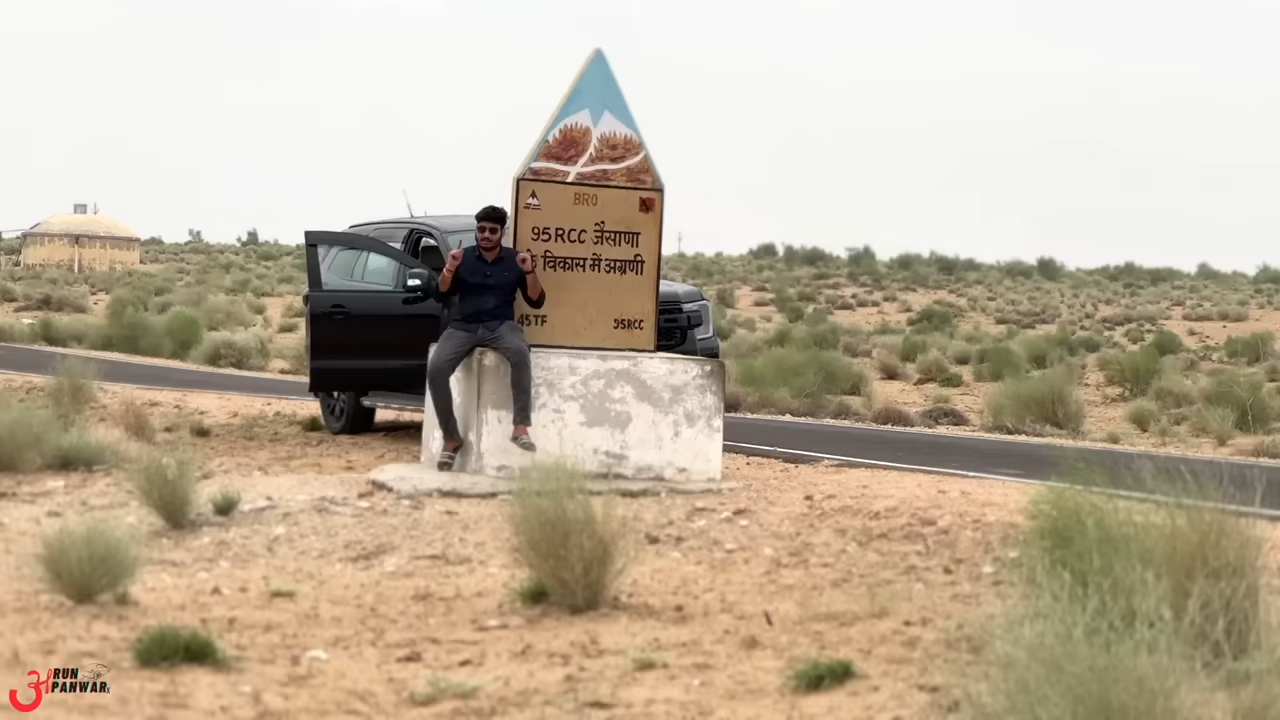 BRO
95 RCC जैसाणा
के विकास में अग्रणी
45TF 95RCC
अ RUN
PANWAR